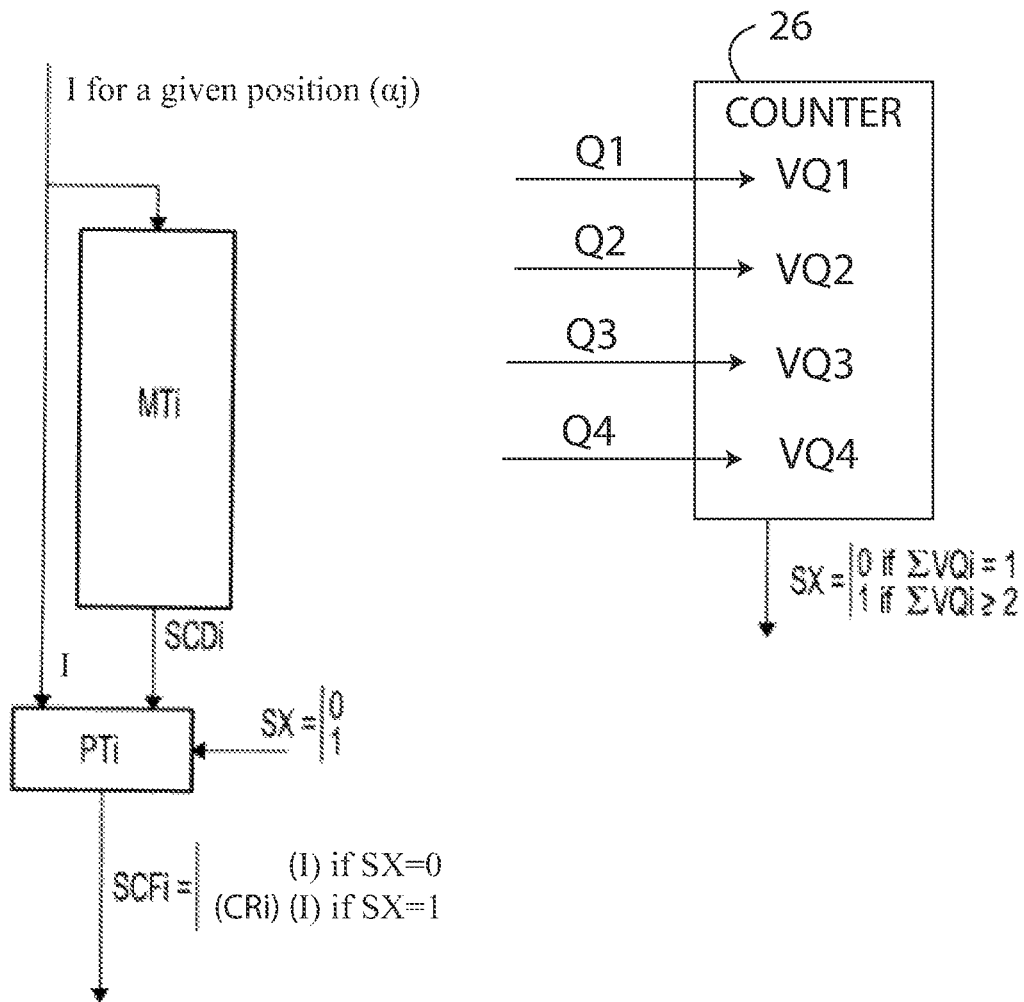 26
I for a given position (αj)
COUNTER
Q1
VQ1
Q2
VQ2
Q3
VQ3
Q4
VQ4
MTi
SX = 0 if ΣVQi = 1
1 if ΣVQi ≥ 2
SCDi
I
SX = 0
1
PTi
SCFi = (I) if SX=0
(CRi) (I) if SX=1